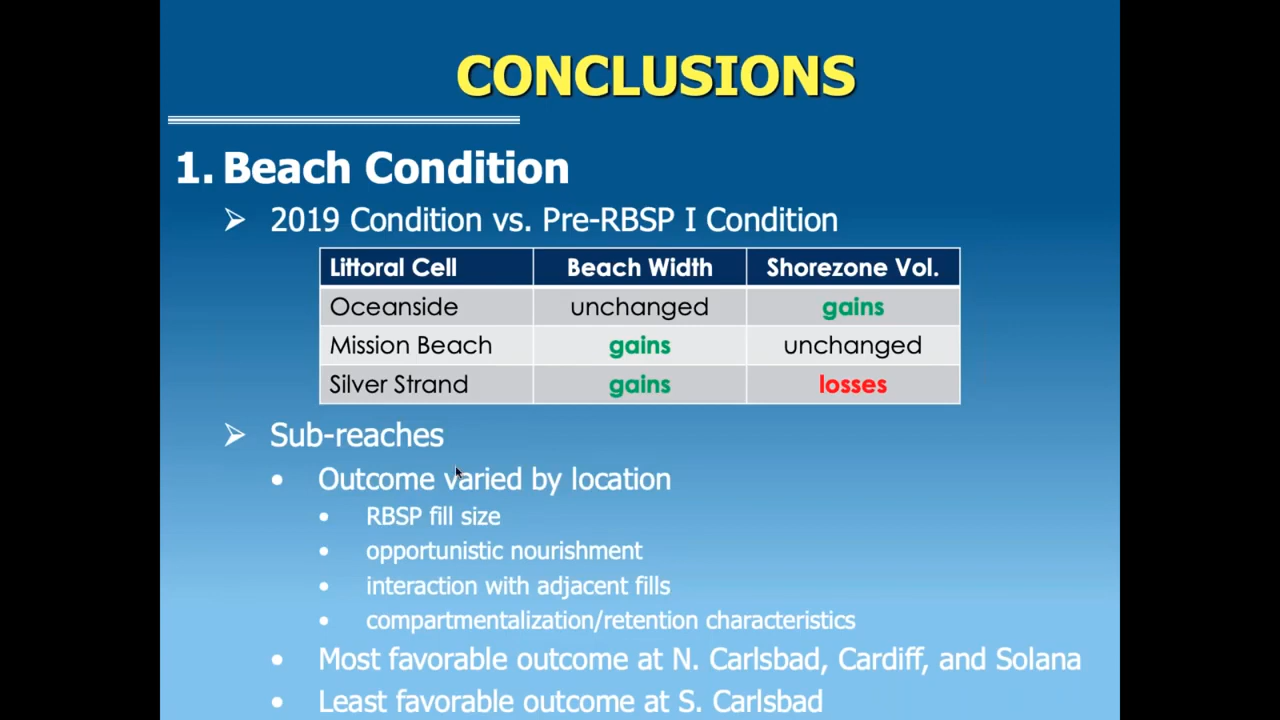 CONCLUSIONS
1. Beach Condition
➢ 2019 Condition vs. Pre-RBSP I Condition
Littoral Cell Beach Width Shorezone Vol.
Oceanside unchanged gains
Mission Beach gains unchanged
Silver Strand gains losses
➢ Sub-reaches
• Outcome varied by location
• RBSP fill size
• opportunistic nourishment
• interaction with adjacent fills
• compartmentalization/retention characteristics
• Most favorable outcome at N. Carlsbad, Cardiff, and Solana
• Least favorable outcome at S. Carlsbad